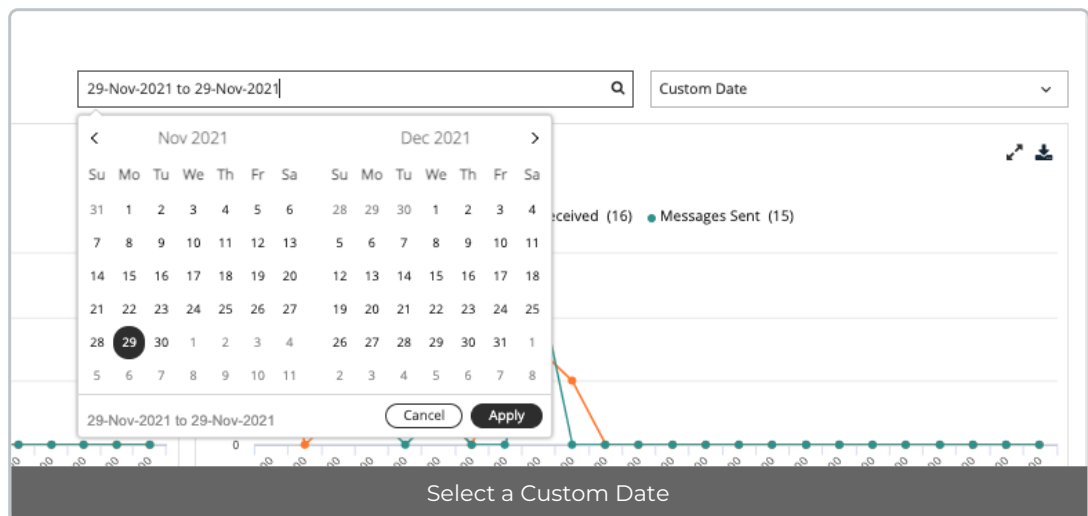 29-Nov-2021 to 29-Nov-2021
Custom Date
Nov 2021 Dec 2021
Su Mo Tu We Th Fr Sa Su Mo Tu We Th Fr Sa
31 1 2 3 4 5 6 28 29 30 1 2 3 4
7 8 9 10 11 12 13 5 6 7 8 9 10 11
14 15 16 17 18 19 20 12 13 14 15 16 17 18
21 22 23 24 25 26 27 19 20 21 22 23 24 25
28 29 30 1 2 3 4 26 27 28 29 30 31 1
5 6 7 8 9 10 11 2 3 4 5 6 7 8
(16) Messages Sent (15)
29-Nov-2021 to 29-Nov-2021 Cancel Apply
0
Select a Custom Date